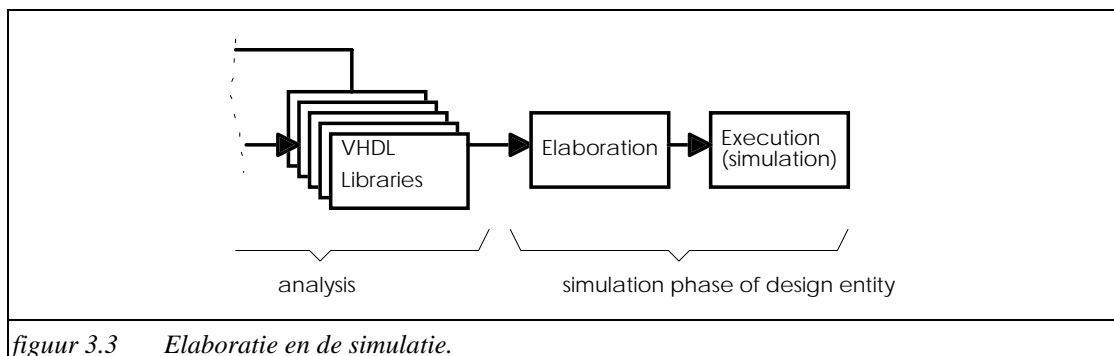 VHDL
Libraries
Elaboration
Execution
(simulation)
analysis
simulation phase of design entity
figuur 3.3 Elaboratie en de simulatie.